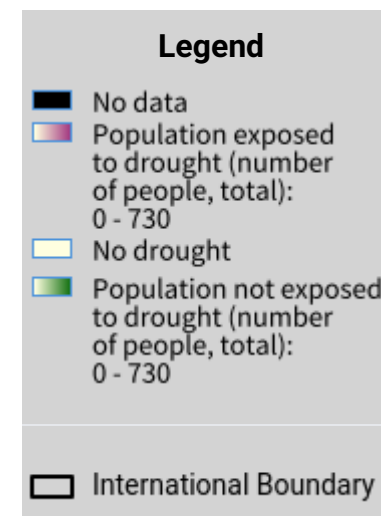 Legend
No data
Population exposed
to drought (number
of people, total):
0 - 730
No drought
Population not exposed
to drought (number
of people, total):
0 - 730
International Boundary